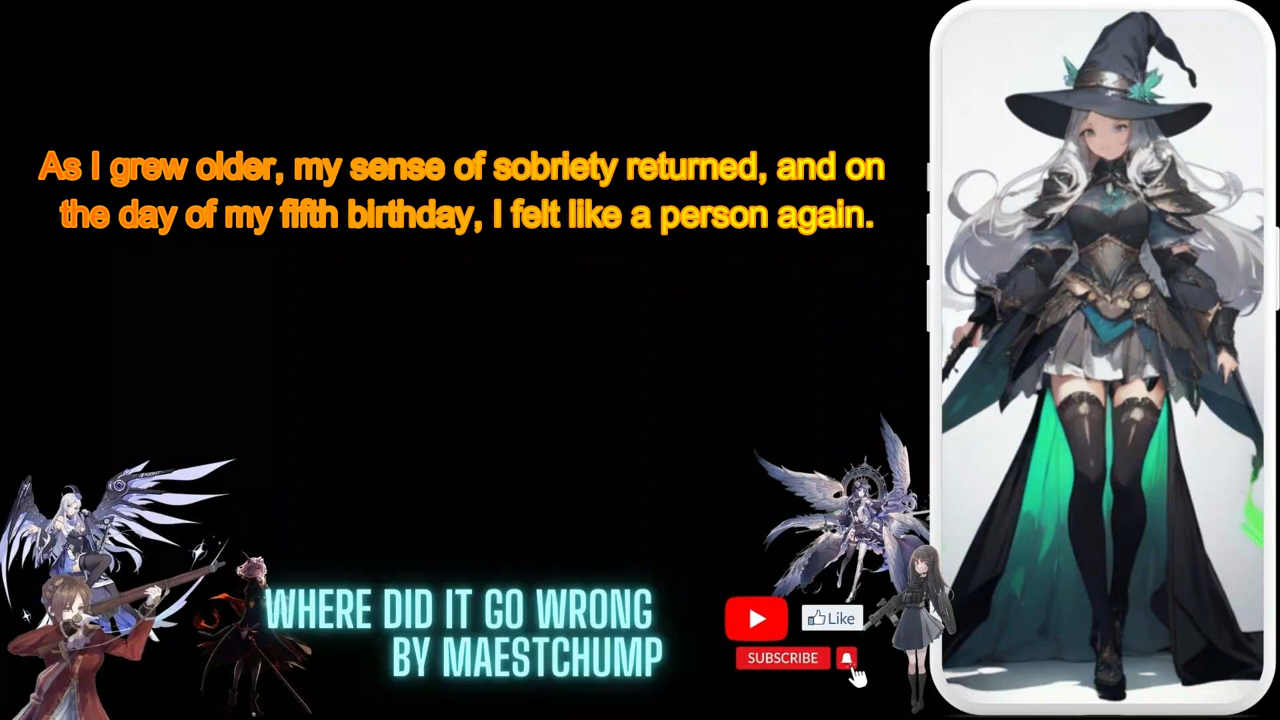 As I grew older, my sense of sobriety returned, and on
the day of my fifth birthday, I felt like a person again.
WHERE DID IT GO WRONG
BY MAESTCHUMP
Like
SUBSCRIBE